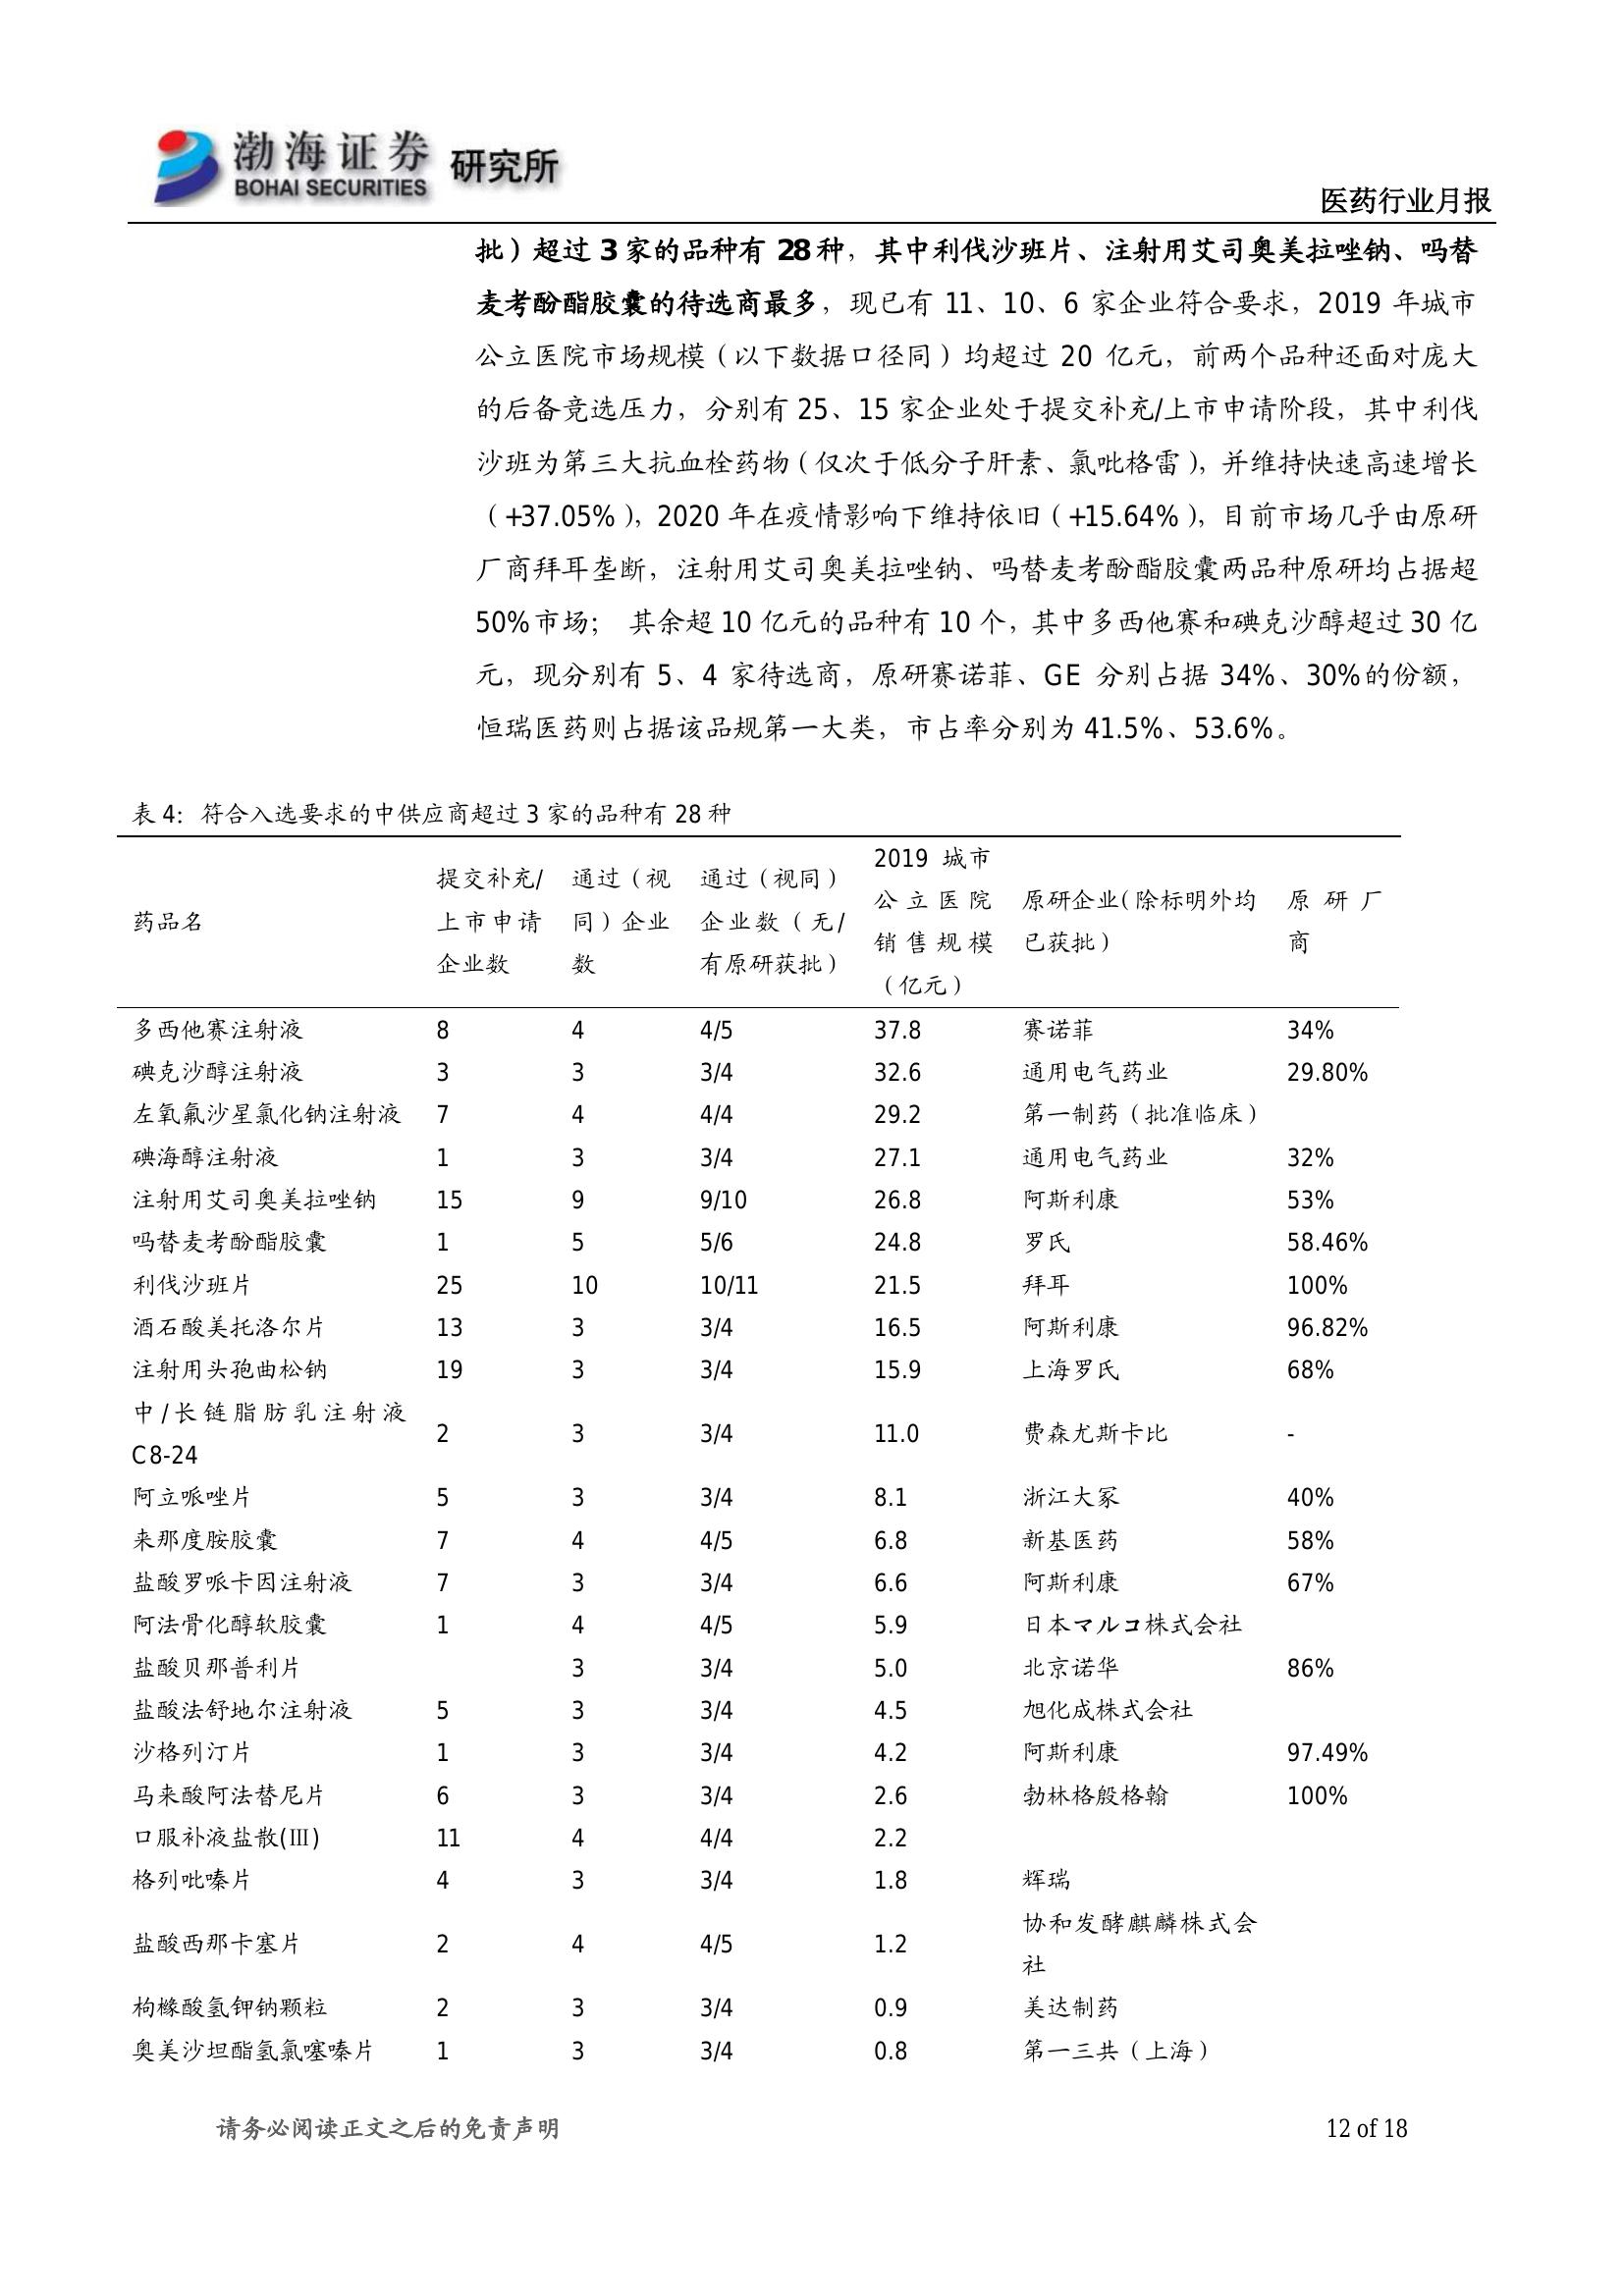 渤海证券 研究所
BOHAI SECURITIES
医药行业月报
批）超过 3 家的品种有 28 种，其中利伐沙班片、注射用艾司奥美拉唑钠、吗替
麦考酚酯胶囊的待选商最多，现已有 11、10、6 家企业符合要求，2019 年城市
公立医院市场规模（以下数据口径同）均超过 20 亿元，前两个品种还面对庞大
的后备竞选压力，分别有 25、15 家企业处于提交补充/上市申请阶段，其中利伐
沙班为第三大抗血栓药物（仅次于低分子肝素、氯吡格雷），并维持快速高速增长
（+37.05%），2020 年在疫情影响下维持依旧（+15.64%），目前市场几乎由原研
厂商拜耳垄断，注射用艾司奥美拉唑钠、吗替麦考酚酯胶囊两品种原研均占据超
50%市场； 其余超 10 亿元的品种有 10 个，其中多西他赛和碘克沙醇超过 30 亿
元，现分别有 5、4 家待选商，原研赛诺菲、GE 分别占据 34%、30%的份额，
恒瑞医药则占据该品规第一大类，市占率分别为 41.5%、53.6%。
表 4：符合入选要求的中供应商超过 3 家的品种有 28 种
药品名 提交补充/上市申请企业数 通过（视同）企业数 通过（视同）企业数（无/有原研获批） 2019 城市公立医院销售规模（亿元） 原研企业(除标明外均已获批） 原研厂商
多西他赛注射液 8 4 4/5 37.8 赛诺菲 34%
碘克沙醇注射液 3 3 3/4 32.6 通用电气药业 29.80%
左氧氟沙星氯化钠注射液 7 4 4/4 29.2 第一制药（批准临床）
碘海醇注射液 1 3 3/4 27.1 通用电气药业 32%
注射用艾司奥美拉唑钠 15 9 9/10 26.8 阿斯利康 53%
吗替麦考酚酯胶囊 1 5 5/6 24.8 罗氏 58.46%
利伐沙班片 25 10 10/11 21.5 拜耳 100%
酒石酸美托洛尔片 13 3 3/4 16.5 阿斯利康 96.82%
注射用头孢曲松钠 19 3 3/4 15.9 上海罗氏 68%
中/长链脂肪乳注射液
C8-24 2 3 3/4 11.0 费森尤斯卡比 -
阿立哌唑片 5 3 3/4 8.1 浙江大冢 40%
来那度胺胶囊 7 4 4/5 6.8 新基医药 58%
盐酸罗哌卡因注射液 7 3 3/4 6.6 阿斯利康 67%
阿法骨化醇软胶囊 1 4 4/5 5.9 日本マルコ株式会社
盐酸贝那普利片 3 3/4 5.0 北京诺华 86%
盐酸法舒地尔注射液 5 3 3/4 4.5 旭化成株式会社
沙格列汀片 1 3 3/4 4.2 阿斯利康 97.49%
马来酸阿法替尼片 6 3 3/4 2.6 勃林格殷格翰 100%
口服补液盐散(Ⅲ) 11 4 4/4 2.2
格列吡嗪片 4 3 3/4 1.8 辉瑞
盐酸西那卡塞片 2 4 4/5 1.2 协和发酵麒麟株式会
社
枸橼酸氢钾钠颗粒 2 3 3/4 0.9 美达制药
奥美沙坦酯氢氯噻嗪片 1 3 3/4 0.8 第一三共（上海）
请务必阅读正文之后的免责声明
12 of 18